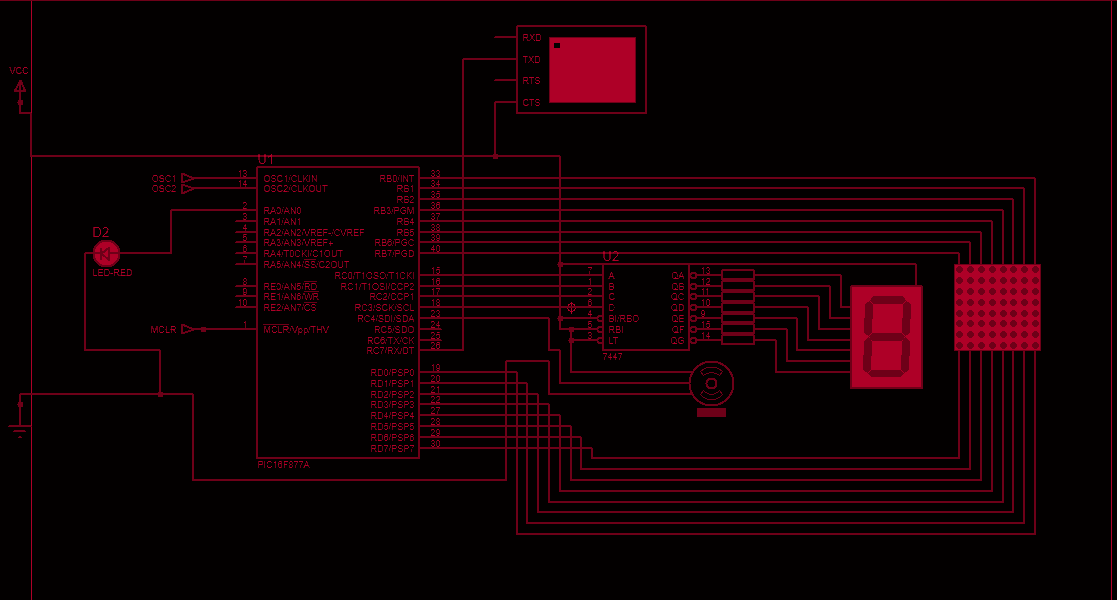 RXD
TXD
RTS
CTS
VCC
U1
OSC1
OSC2
13
14
OSC1/CLKIN
OSC2/CLKOUT
2
3
4
5
6
7
RA0/AN0
RA1/AN1
RA2/AN2/VREF-/CVREF
RA3/AN3/VREF+
RA4/T0CKI/C1OUT
RA5/AN4/SS/C2OUT
8
9
10
RE0/AN5/RD
RE1/AN6/WR
RE2/AN7/CS
MCLR
1
MCLR/Vpp/THV
RB0/INT
RB1
RB2
RB3/PGM
RB4
RB5
RB6/PGC
RB7/PGD
33
34
35
36
37
38
39
40
RC0/T1OSO/T1CKI
RC1/T1OSI/CCP2
RC2/CCP1
RC3/SCK/SCL
RC4/SDI/SDA
RC5/SDO
RC6/TX/CK
RC7/RX/DT
15
16
17
18
23
24
25
26
RD0/PSP0
RD1/PSP1
RD2/PSP2
RD3/PSP3
RD4/PSP4
RD5/PSP5
RD6/PSP6
RD7/PSP7
19
20
21
22
27
28
29
30
PIC16F877A
D2
LED-RED
U2
7
1
2
6
4
5
3
A
B
C
D
BI/RBO
RBI
LT
QA
QB
QC
QD
QE
QF
QG
13
12
11
10
9
15
14
7447